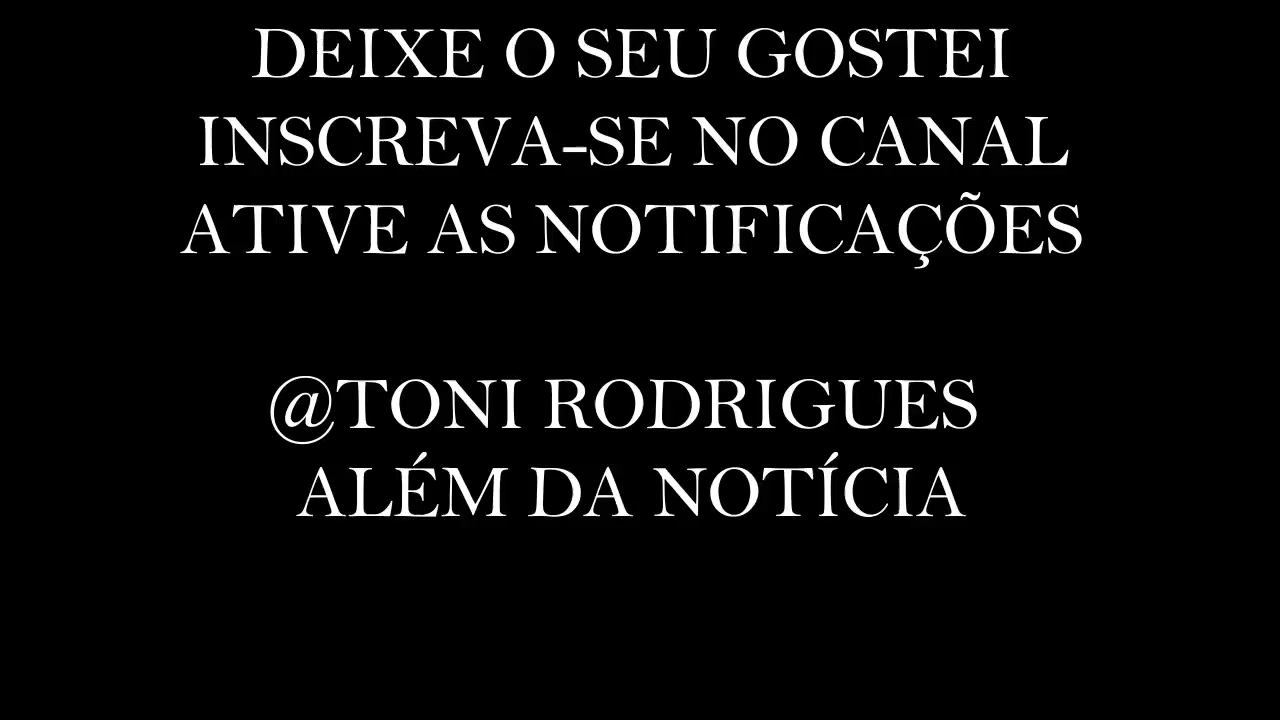 DEIXE O SEU GOSTEI
INSCREVA-SE NO CANAL
ATIVE AS NOTIFICAÇÕES
@TONI RODRIGUES
ALÉM DA NOTÍCIA